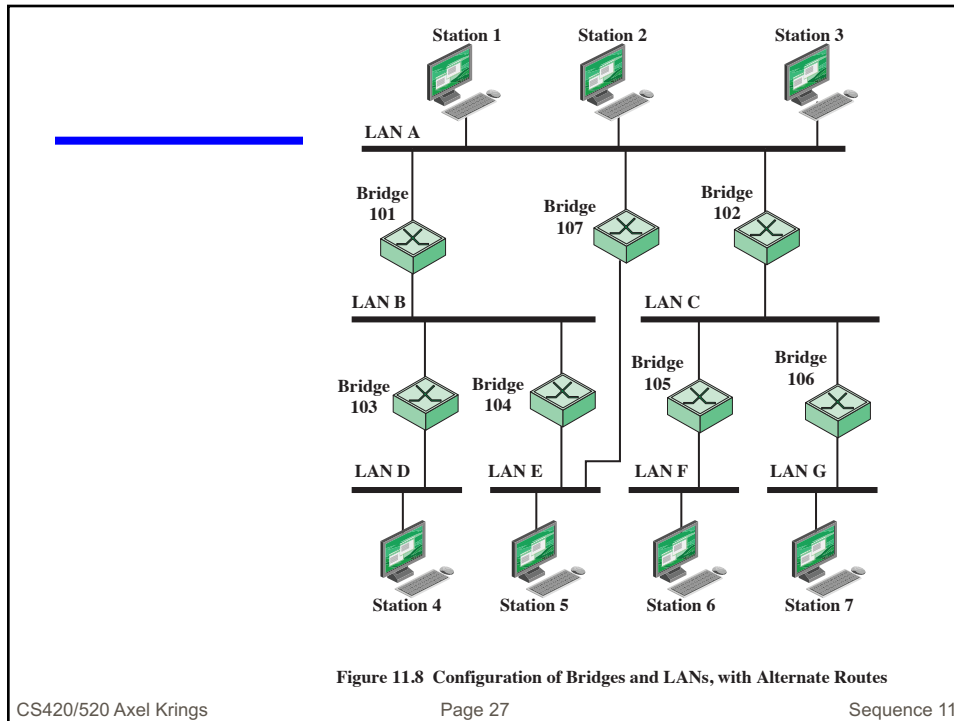 Station 1 Station 2 Station 3
LAN A
Bridge
101
Bridge
107
Bridge
102
LAN B LAN C
Bridge
103
Bridge
104
Bridge
105
Bridge
106
LAN D LAN E LAN F LAN G
Station 4 Station 5 Station 6 Station 7
Figure 11.8 Configuration of Bridges and LANs, with Alternate Routes
CS420/520 Axel Krings Page 27 Sequence 11